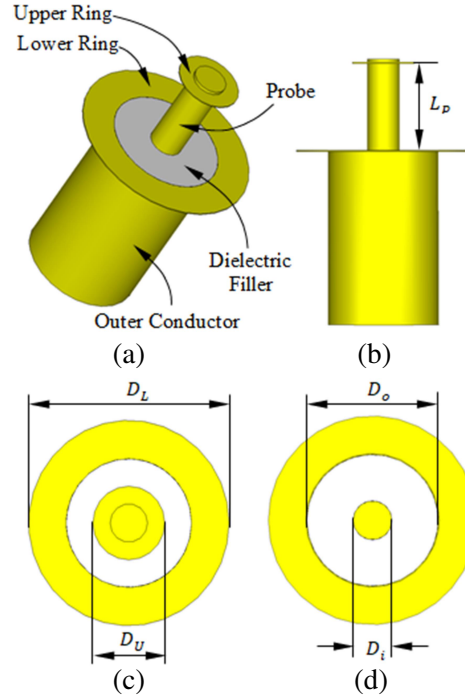 Upper Ring
Lower Ring
Probe
Dielectric
Filler
Outer Conductor
(a)
L_p
(b)
D_L
D_U
(c)
D_o
D_i
(d)